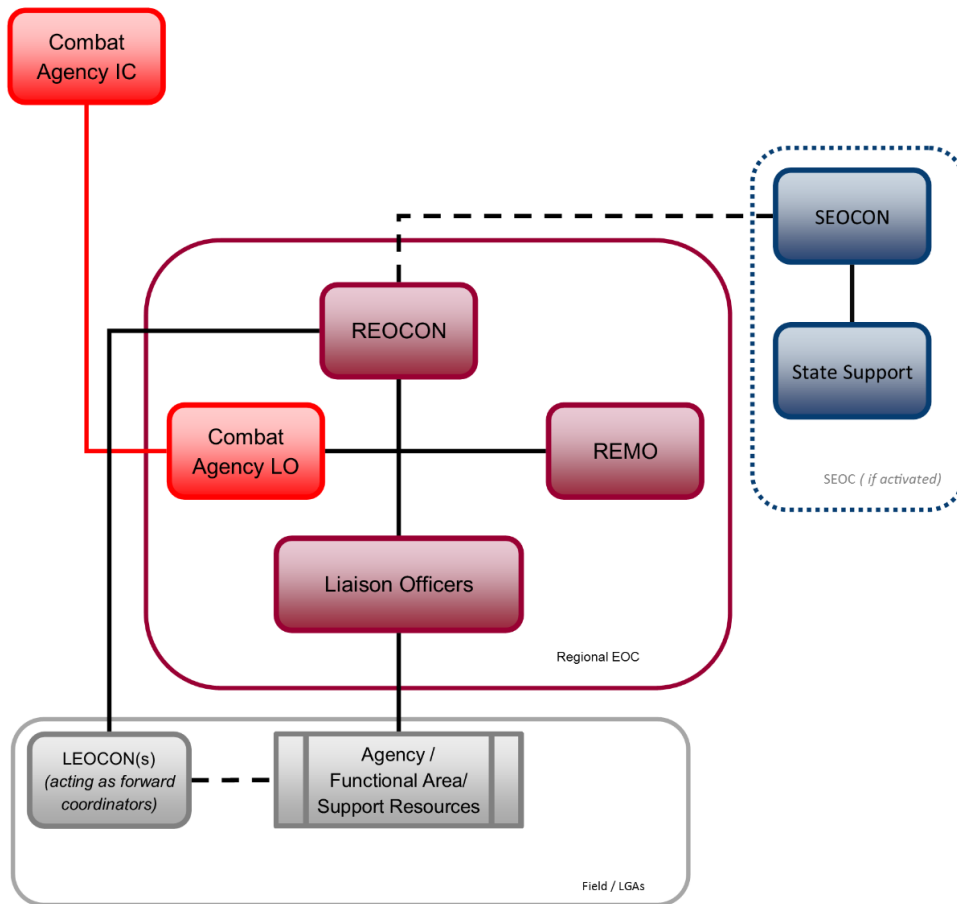 Combat
Agency IC
SEOCON
REOCON
State Support
Combat
Agency LO
REMO
SEOC ( if activated)
Liaison Officers
Regional EOC
LEOCON(s)
(acting as forward
coordinators)
Agency /
Functional Area/
Support Resources
Field / LGAs